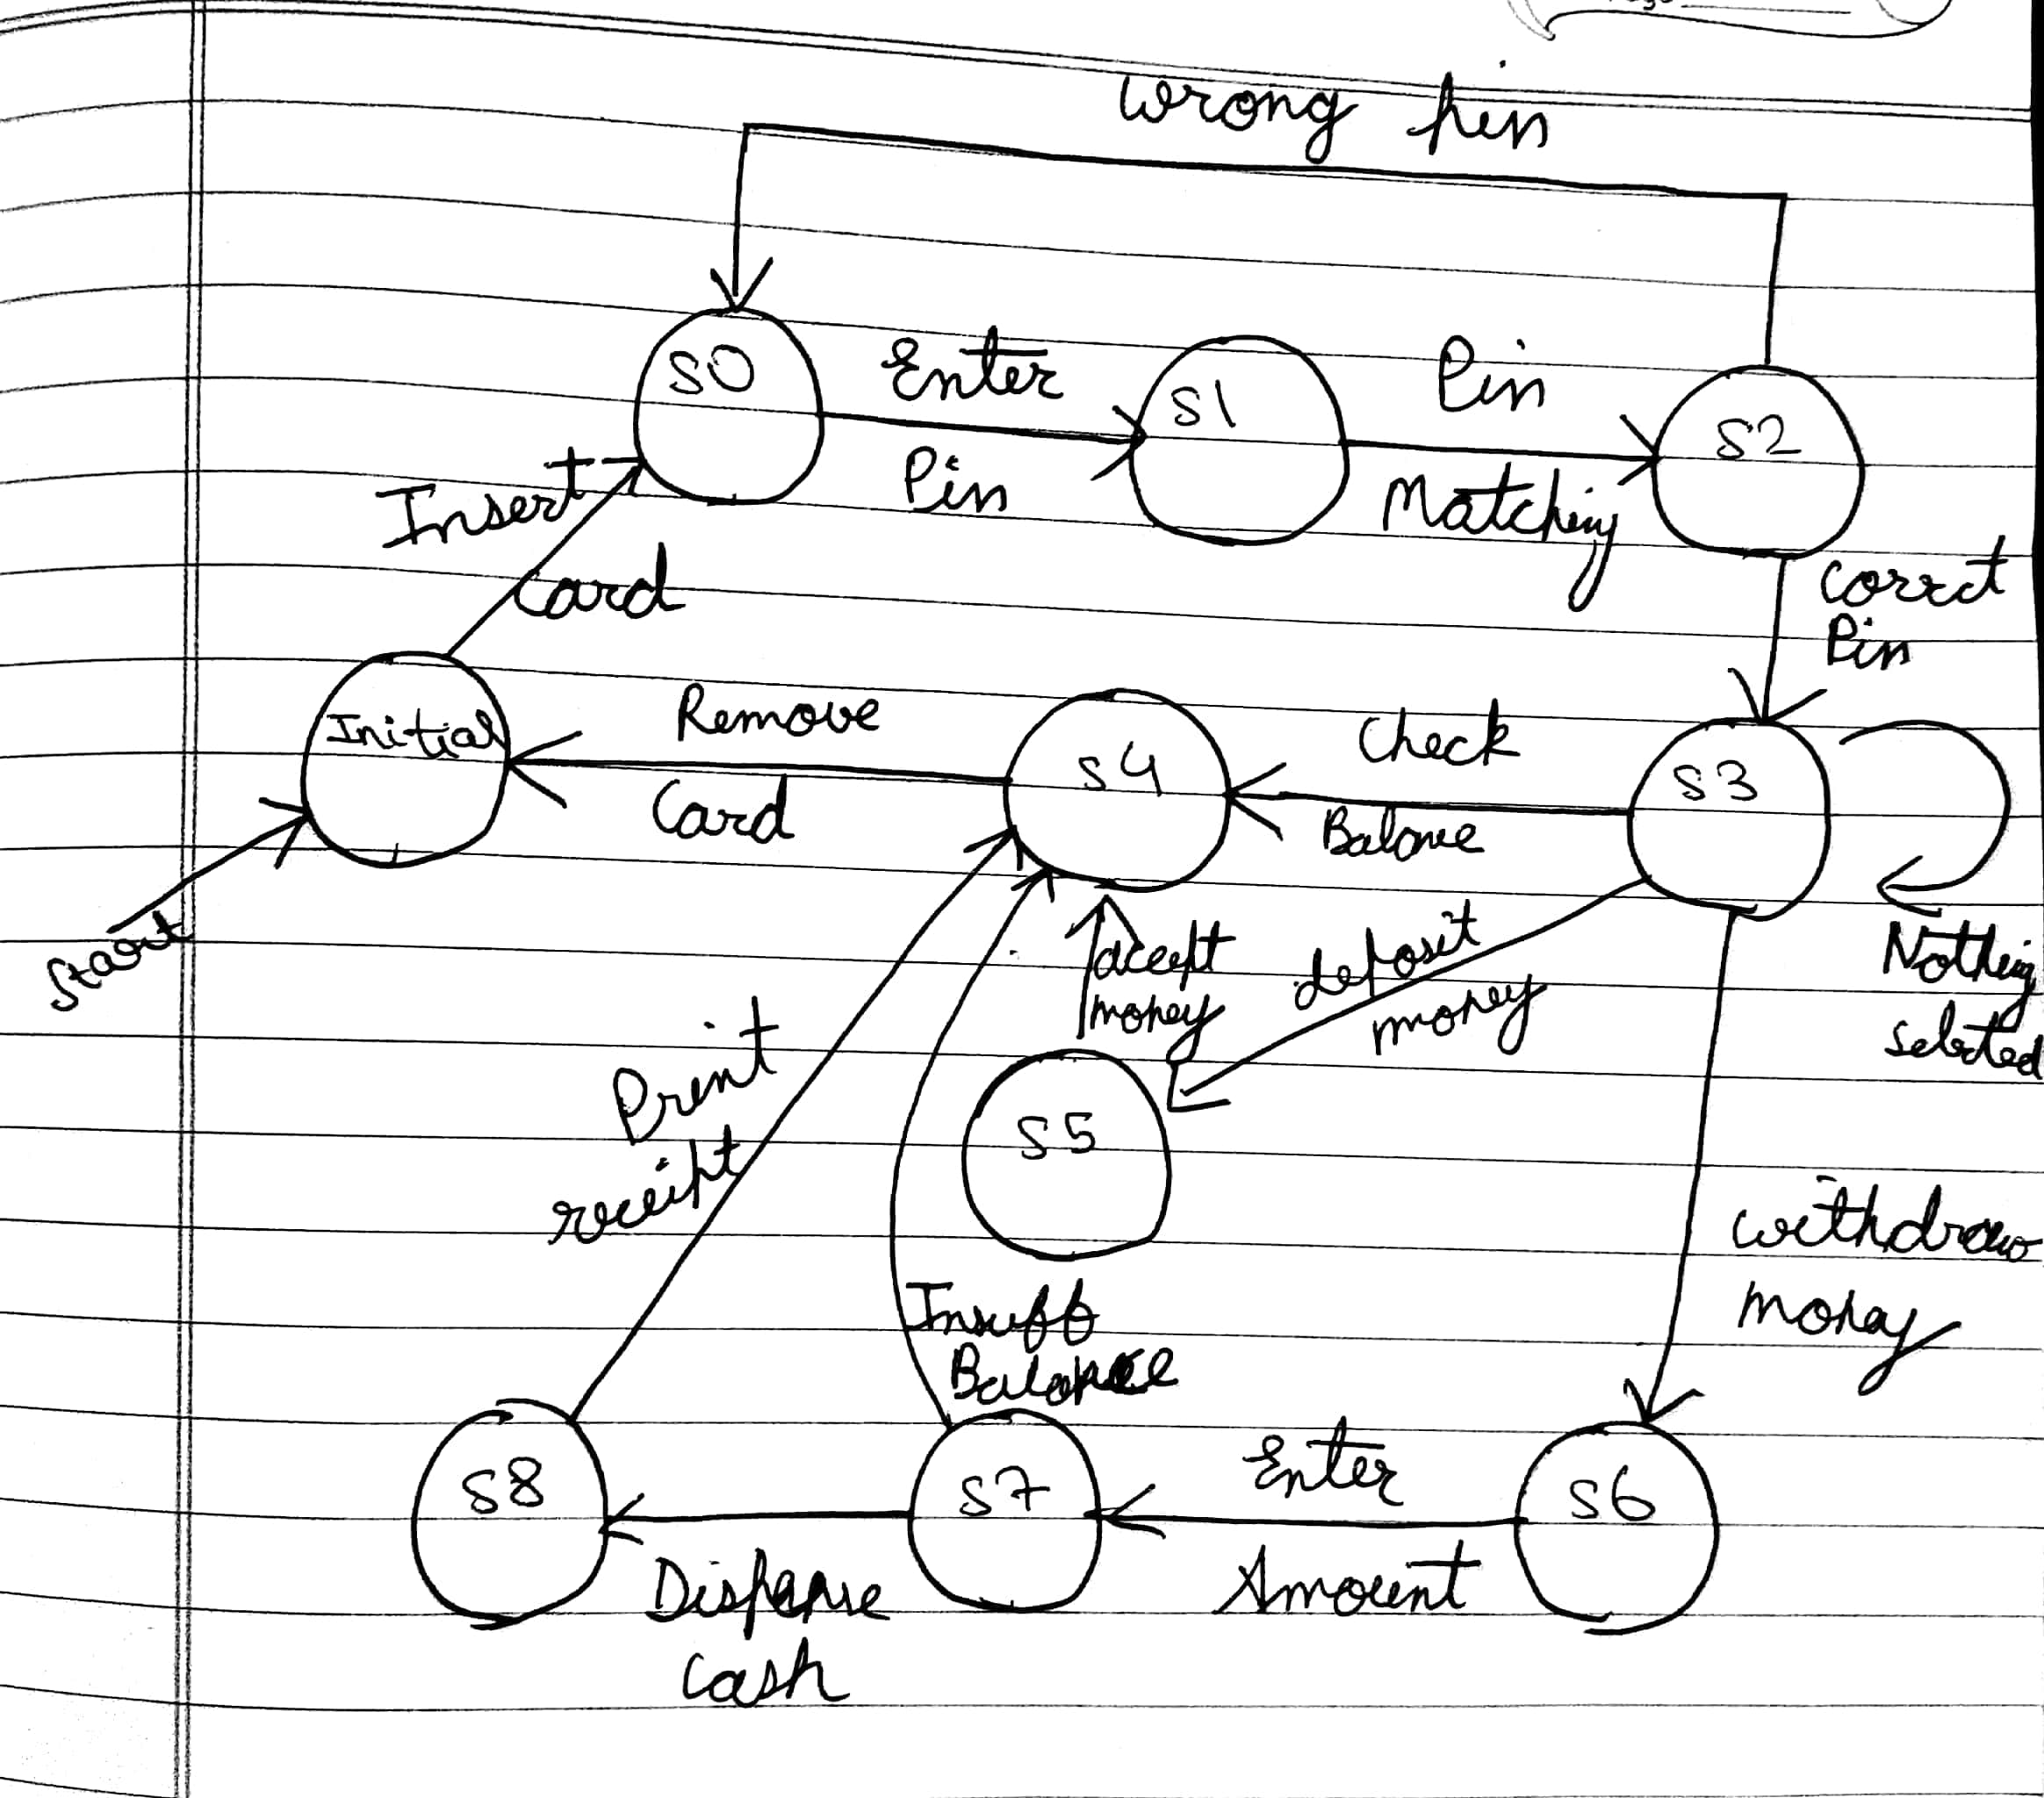 Wrong pin
S0
Enter
Pin
S1
Pin
Matching
S2
Corrct
Pin
Insert
Card
Initial
Start
Remove
Card
S4
Check
Balance
S3
Nothing
selected
accept
money
deposit
money
Print
receipt
S5
withdraw
money
Insuff
Balance
S8
Dispense
Cash
S7
Enter
Amount
S6